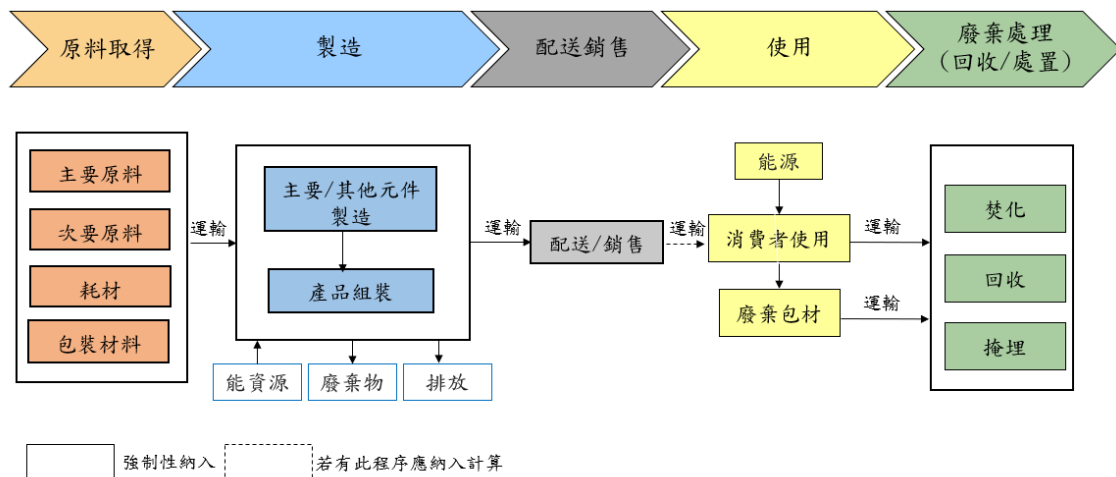 原料取得
製造
配送銷售
使用
廢棄處理
(回收/處置)
主要原料
次要原料
耗材
包裝材料
運輸
主要/其他元件
製造
產品組裝
能資源
廢棄物
排放
運輸
配送/銷售
運輸
能源
消費者使用
廢棄包材
運輸
運輸
焚化
回收
掩埋
強制性納入
若有此程序應納入計算